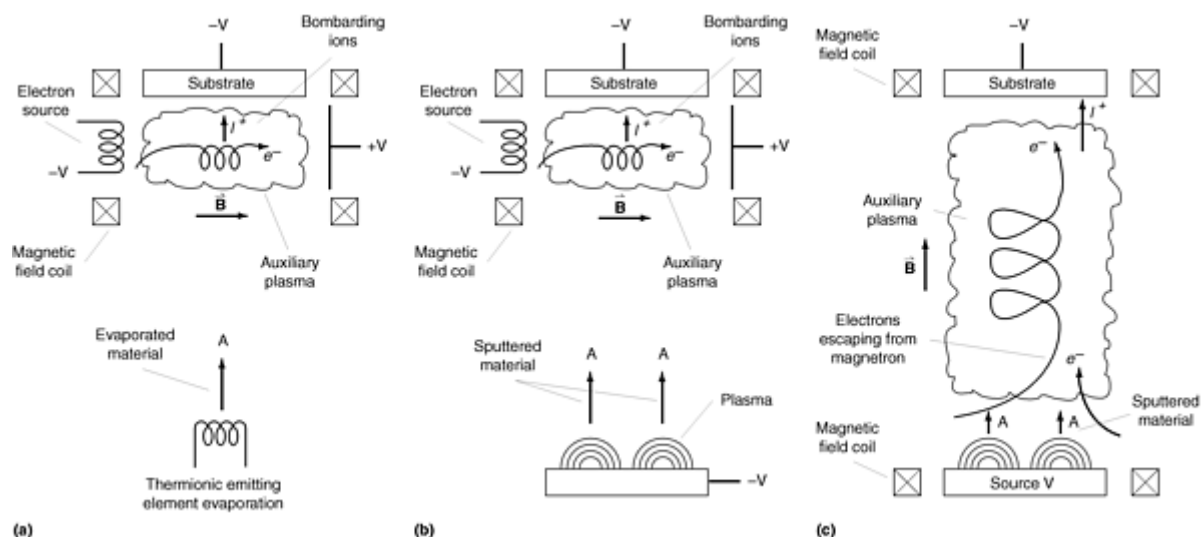 –V
Bombarding
ions
Substrate
Electron
source
I+
e–
–V
+V
B
Magnetic
field coil
Auxiliary
plasma
Evaporated
material
A
Thermionic emitting
element evaporation
(a)
–V
Bombarding
ions
Substrate
Electron
source
I+
e–
–V
+V
B
Magnetic
field coil
Auxiliary
plasma
Sputtered
material
A
A
Plasma
–V
(b)
Magnetic
field coil
–V
Substrate
I+
e–
Auxiliary
plasma
B
Electrons
escaping from
magnetron
e–
Sputtered
material
A
A
Magnetic
field coil
Source V
(c)